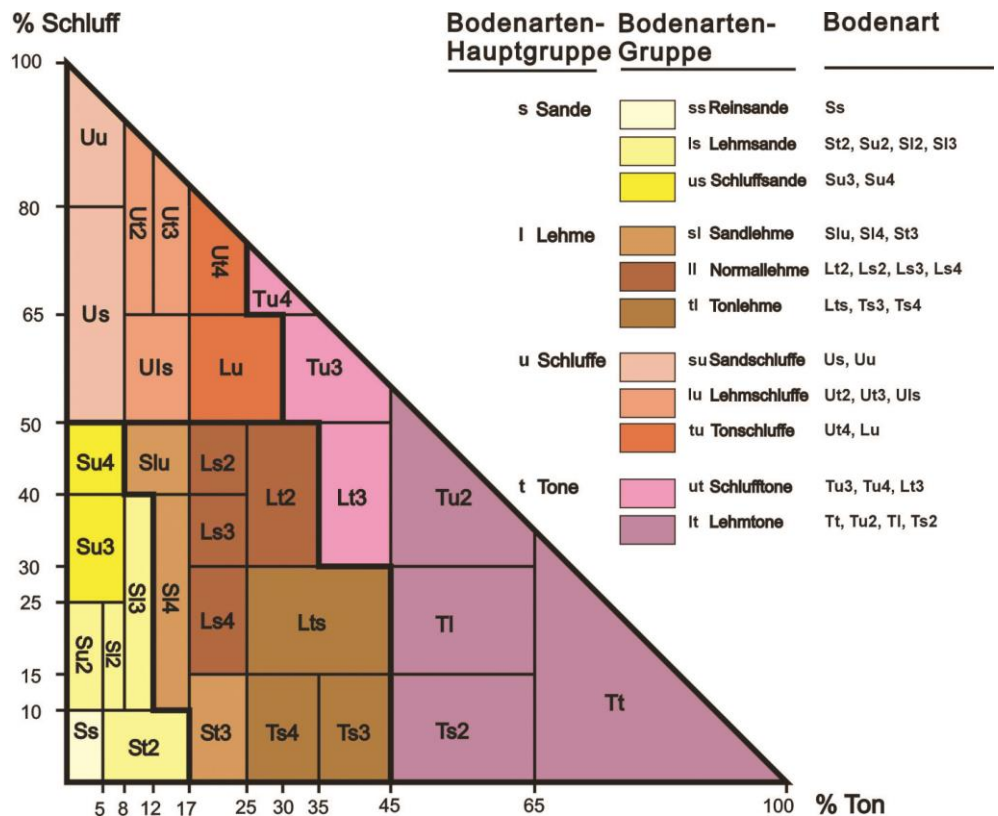 % Schluff
100
80
65
50
40
30
25
15
10
Uu
Ut2
Ut3
Ut4
Tu4
Us
Uls
Lu
Tu3
Su4
Slu
Ls2
Lt2
Lt3
Tu2
Su3
Sl3
Sl4
Ls3
Su2
Sl2
Ls4
Lts
Tl
Ss
St2
St3
Ts4
Ts3
Ts2
Tt
5 8 12 17 25 30 35 45 65 100
% Ton
Bodenarten-Hauptgruppe Bodenarten-Gruppe Bodenart
s Sande ss Reinsande Ss
ls Lehmsande St2, Su2, Sl2, Sl3
us Schluffsande Su3, Su4
l Lehme sl Sandlehme Slu, Sl4, St3
ll Normallehme Lt2, Ls2, Ls3, Ls4
tl Tonlehme Lts, Ts3, Ts4
u Schluffe su Sandschluffe Us, Uu
lu Lehmschluffe Ut2, Ut3, Uls
tu Tonschluffe Ut4, Lu
t Tone ut Schlufftone Tu3, Tu4, Lt3
lt Lehmtone Tt, Tu2, Tl, Ts2